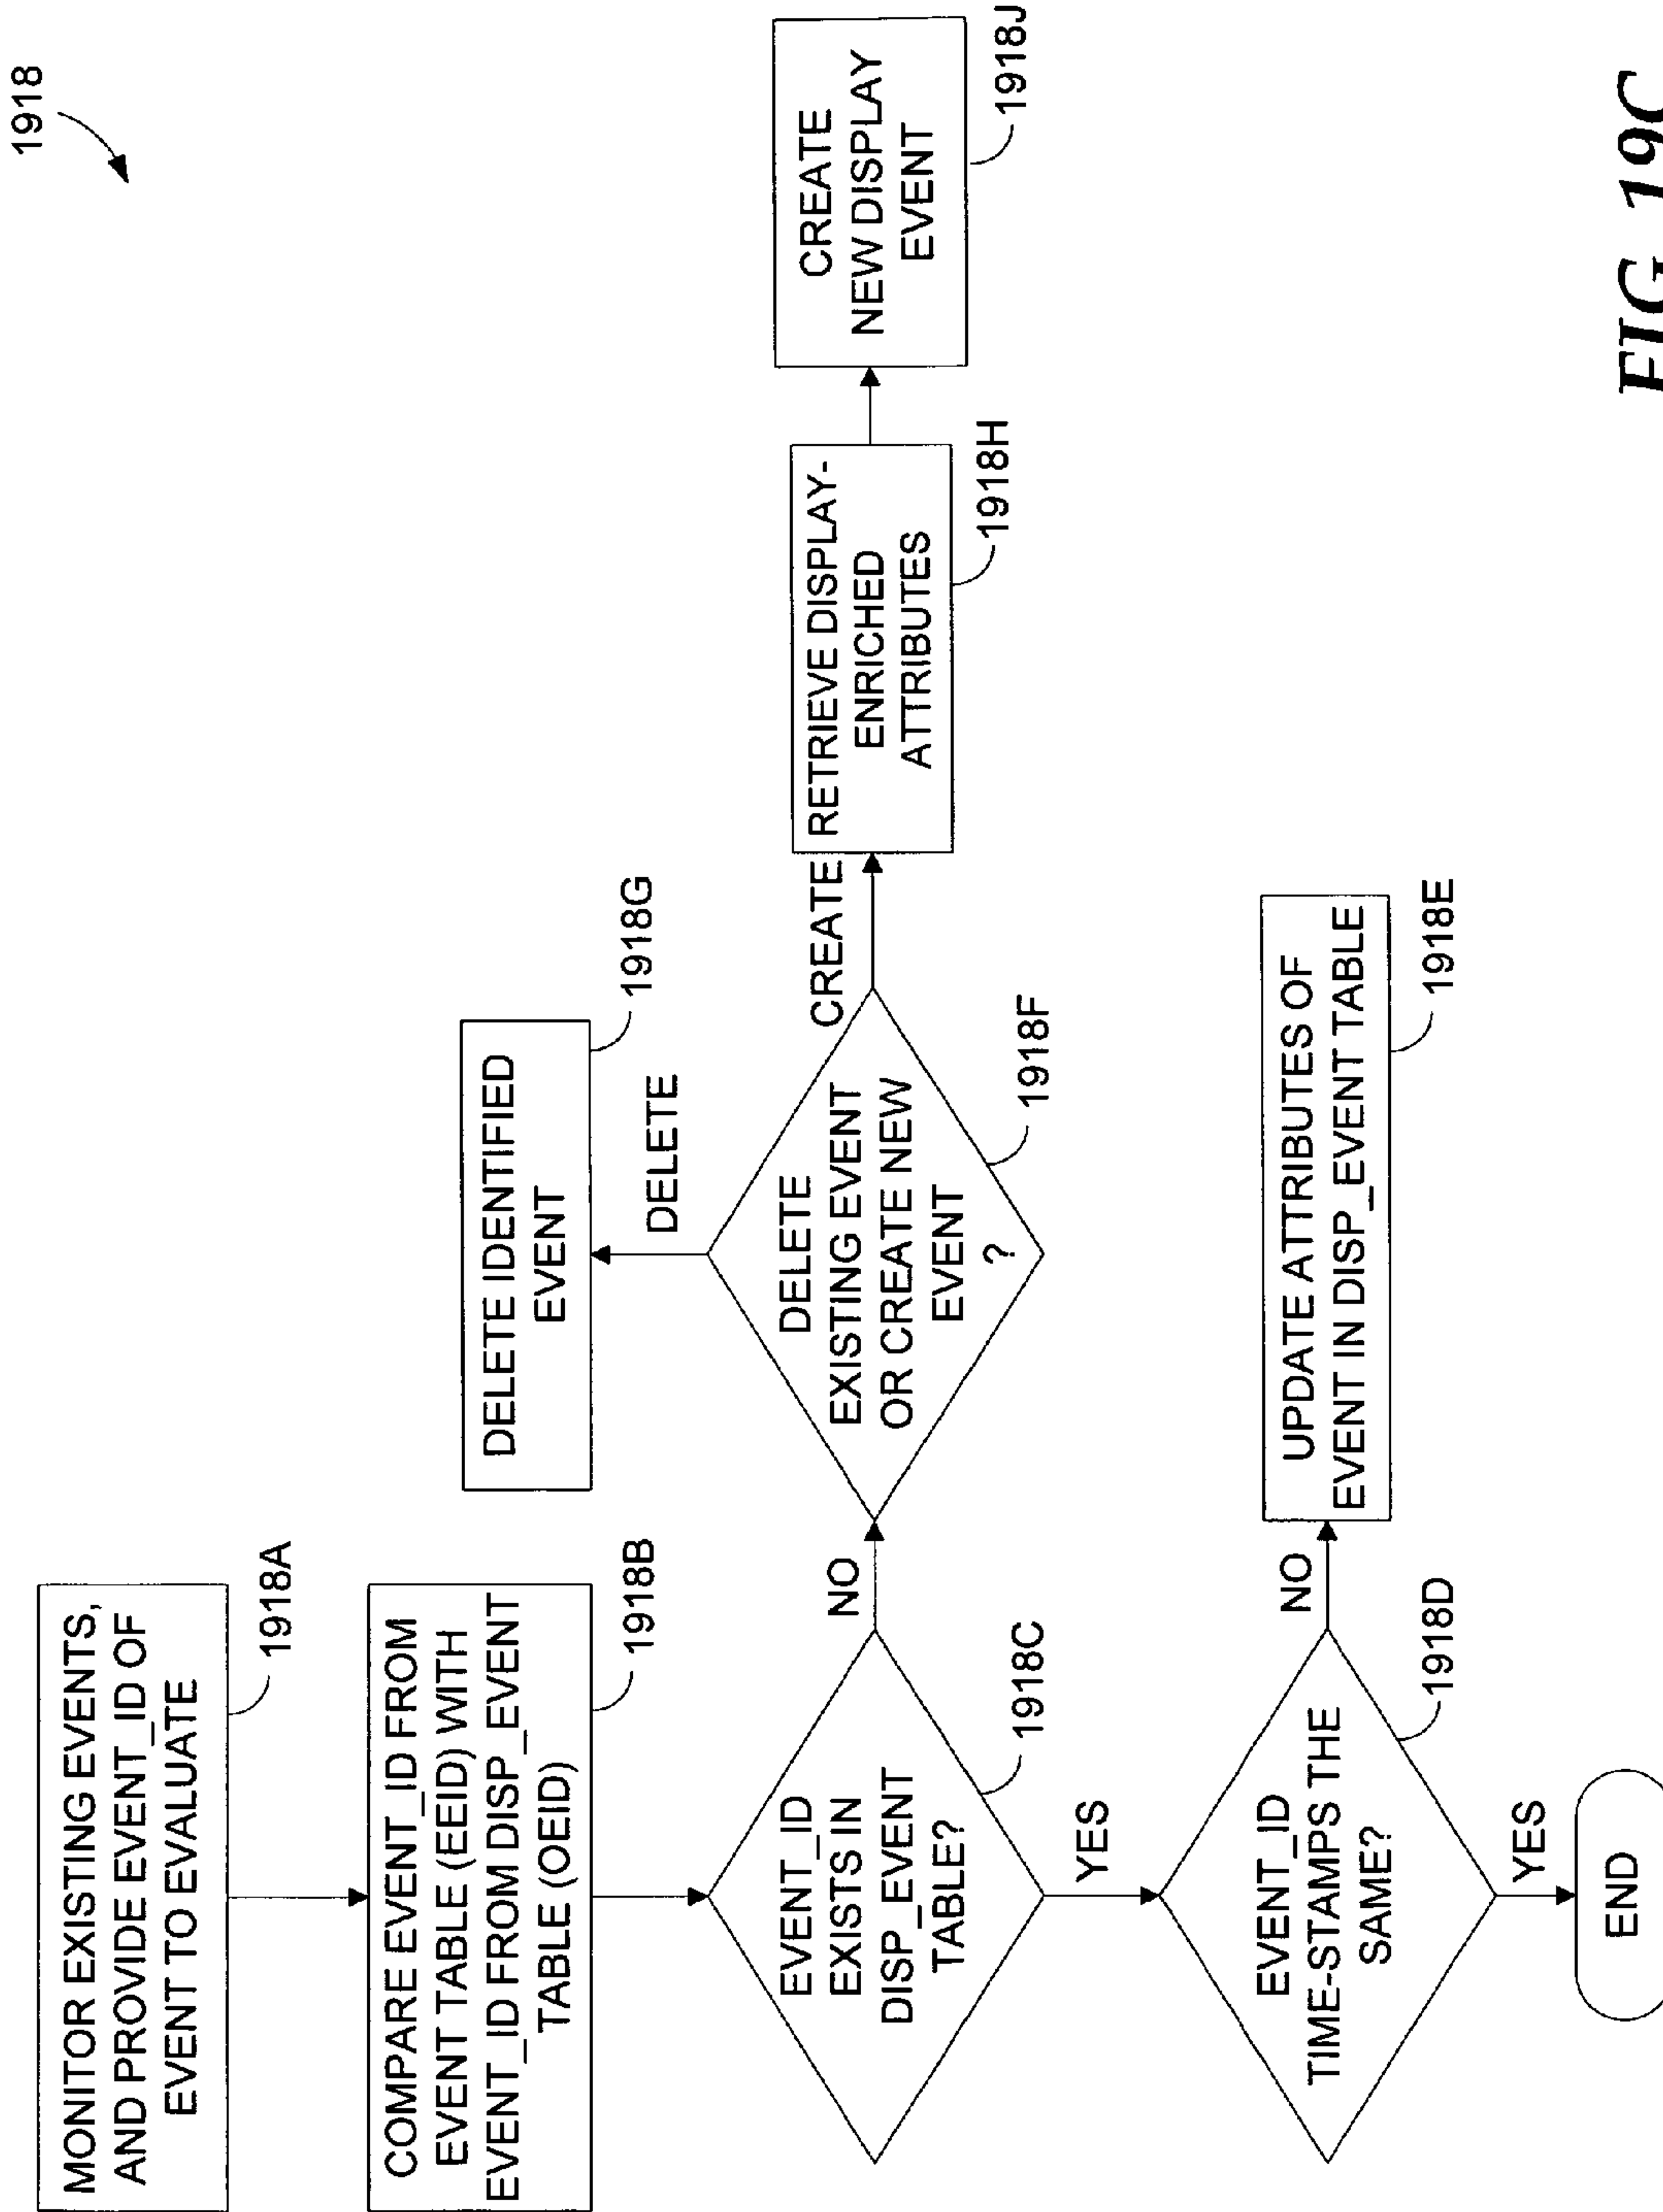 1918
MONITOR EXISTING EVENTS,
AND PROVIDE EVENT_ID OF
EVENT TO EVALUATE
1918A
COMPARE EVENT_ID FROM
EVENT TABLE (EEID) WITH
EVENT_ID FROM DISP_EVENT
TABLE (OEID)
1918B
EVENT_ID
EXISTS IN
DISP_EVENT
TABLE?
1918C
NO
YES
DELETE
EXISTING EVENT
OR CREATE NEW
EVENT
?
1918F
DELETE
DELETE IDENTIFIED
EVENT
1918G
CREATE
RETRIEVE DISPLAY-
ENRICHED
ATTRIBUTES
1918H
CREATE
NEW DISPLAY
EVENT
1918J
EVENT_ID
TIME-STAMPS THE
SAME?
1918D
NO
UPDATE ATTRIBUTES OF
EVENT IN DISP_EVENT TABLE
1918E
YES
END
FIG. 19C